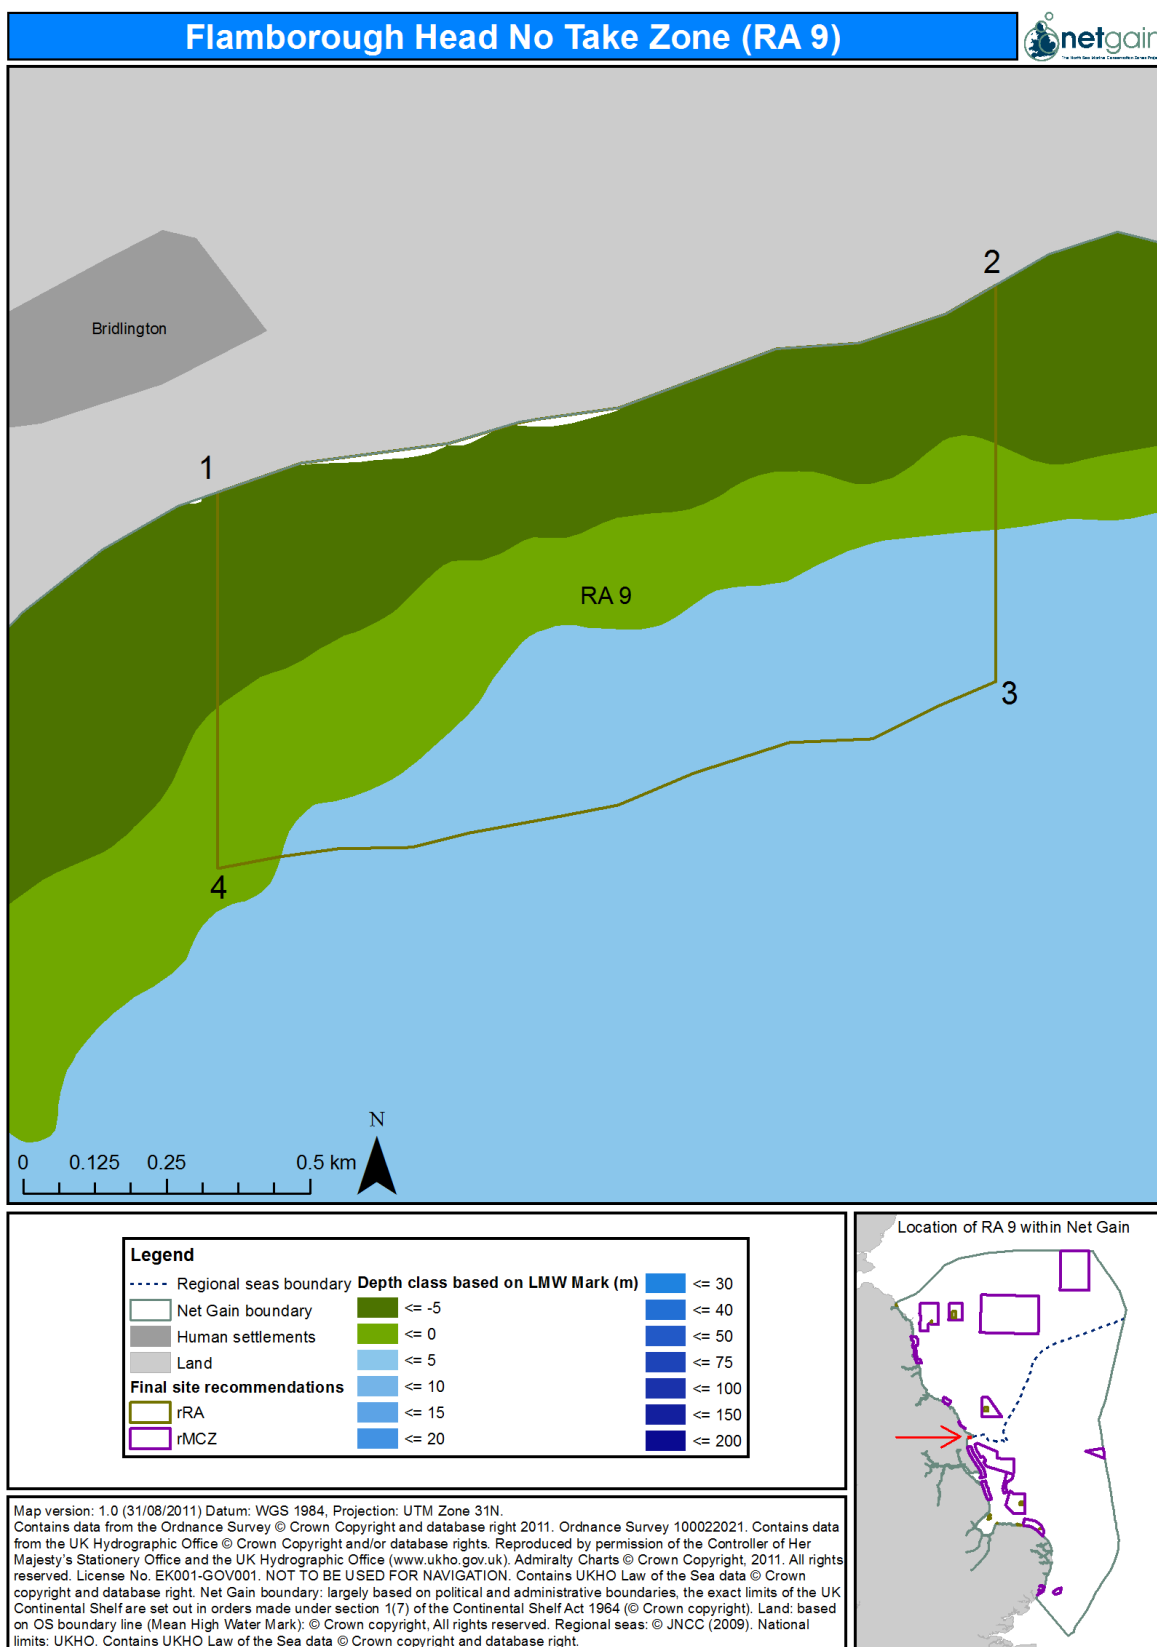 Flamborough Head No Take Zone (RA 9)
netgain
The North Sea Marine Conservation Zones Project
Bridlington
1
2
RA 9
3
4
N
0 0.125 0.25 0.5 km
Legend
Regional seas boundary
Net Gain boundary
Human settlements
Land
Final site recommendations
rRA
rMCZ
Depth class based on LMW Mark (m)
<= -5
<= 0
<= 5
<= 10
<= 15
<= 20
<= 30
<= 40
<= 50
<= 75
<= 100
<= 150
<= 200
Location of RA 9 within Net Gain
Map version: 1.0 (31/08/2011) Datum: WGS 1984, Projection: UTM Zone 31N.
Contains data from the Ordnance Survey © Crown Copyright and database right 2011. Ordnance Survey 100022021. Contains data
from the UK Hydrographic Office © Crown Copyright and/or database rights. Reproduced by permission of the Controller of Her
Majesty's Stationery Office and the UK Hydrographic Office (www.ukho.gov.uk). Admiralty Charts © Crown Copyright, 2011. All rights
reserved. License No. EK001-GOV001. NOT TO BE USED FOR NAVIGATION. Contains UKHO Law of the Sea data © Crown
copyright and database right. Net Gain boundary: largely based on political and administrative boundaries, the exact limits of the UK
Continental Shelf are set out in orders made under section 1(7) of the Continental Shelf Act 1964 (© Crown copyright). Land: based
on OS boundary line (Mean High Water Mark): © Crown copyright, All rights reserved. Regional seas: © JNCC (2009). National
limits: UKHO. Contains UKHO Law of the Sea data © Crown copyright and database right.